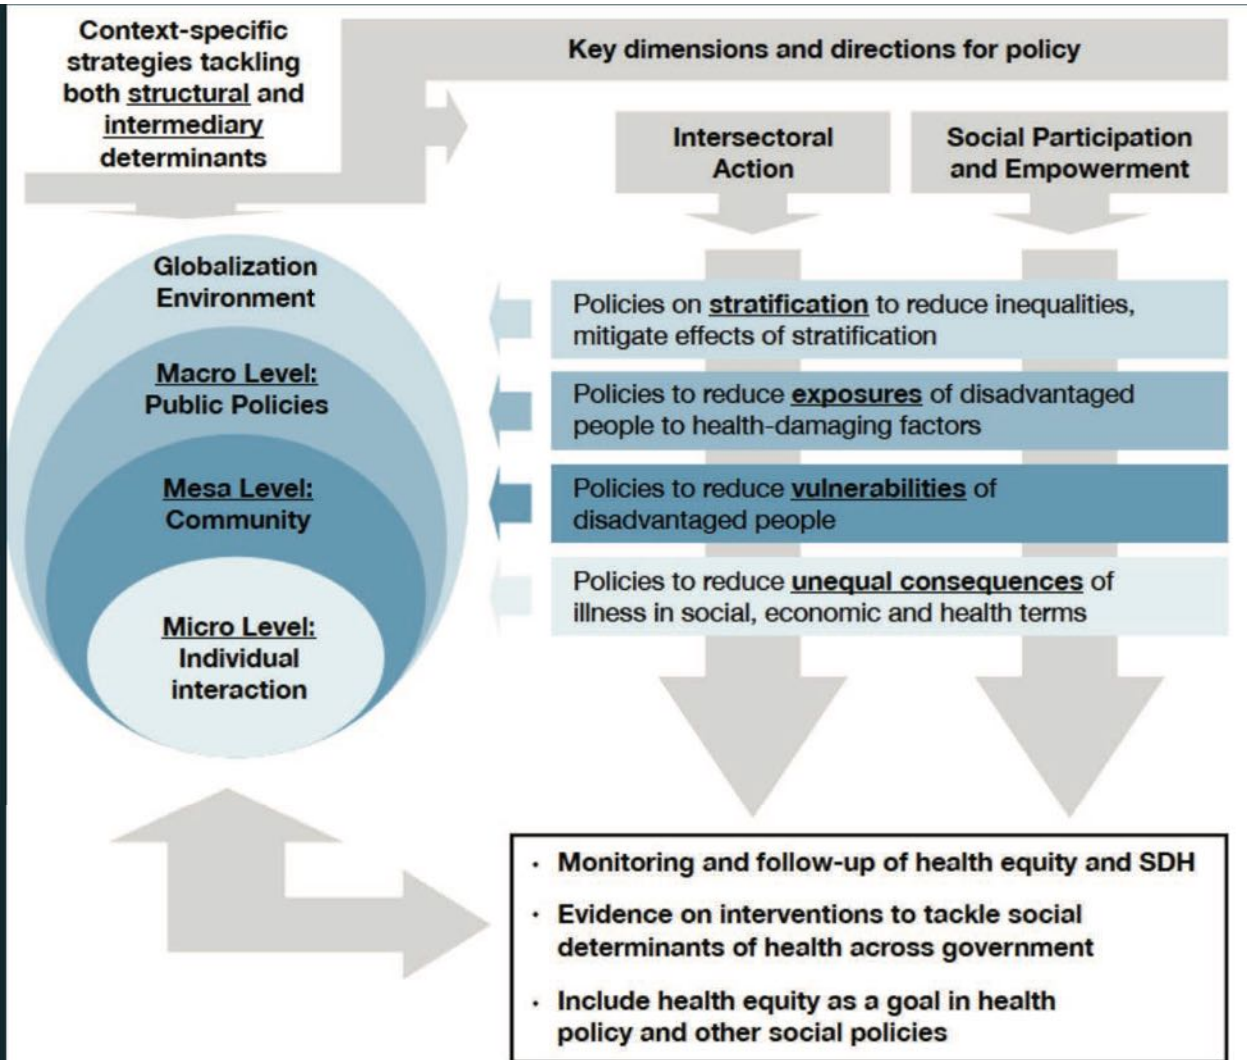 Context-specific
strategies tackling
both structural and
intermediary
determinants
Key dimensions and directions for policy
Intersectoral
Action
Social Participation
and Empowerment
Globalization
Environment
Macro Level:
Public Policies
Mesa Level:
Community
Micro Level:
Individual
interaction
Policies on stratification to reduce inequalities,
mitigate effects of stratification
Policies to reduce exposures of disadvantaged
people to health-damaging factors
Policies to reduce vulnerabilities of
disadvantaged people
Policies to reduce unequal consequences of
illness in social, economic and health terms
· Monitoring and follow-up of health equity and SDH
· Evidence on interventions to tackle social
determinants of health across government
· Include health equity as a goal in health
policy and other social policies